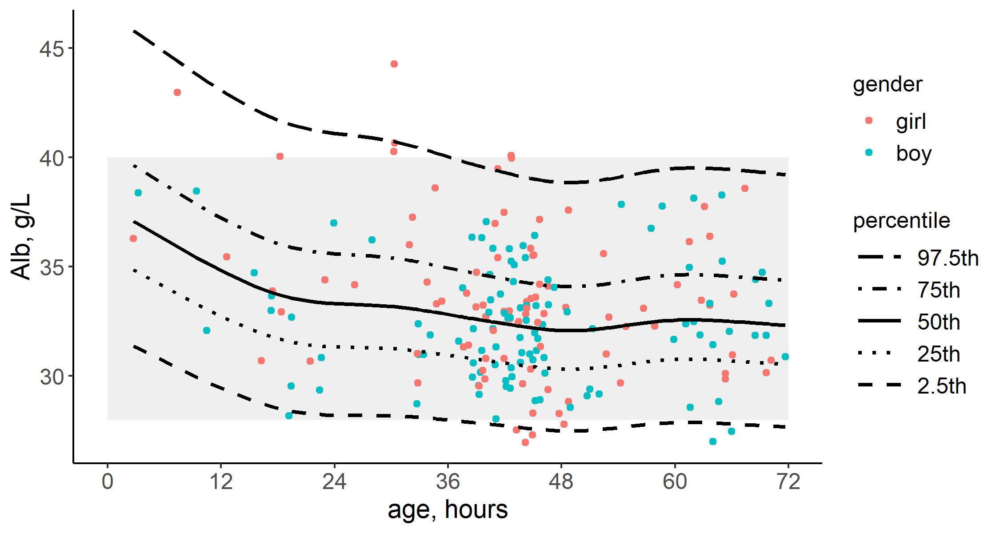 Alb, g/L
45
40
35
30
0 12 24 36 48 60 72
age, hours
gender
girl
boy
percentile
97.5th
75th
50th
25th
2.5th